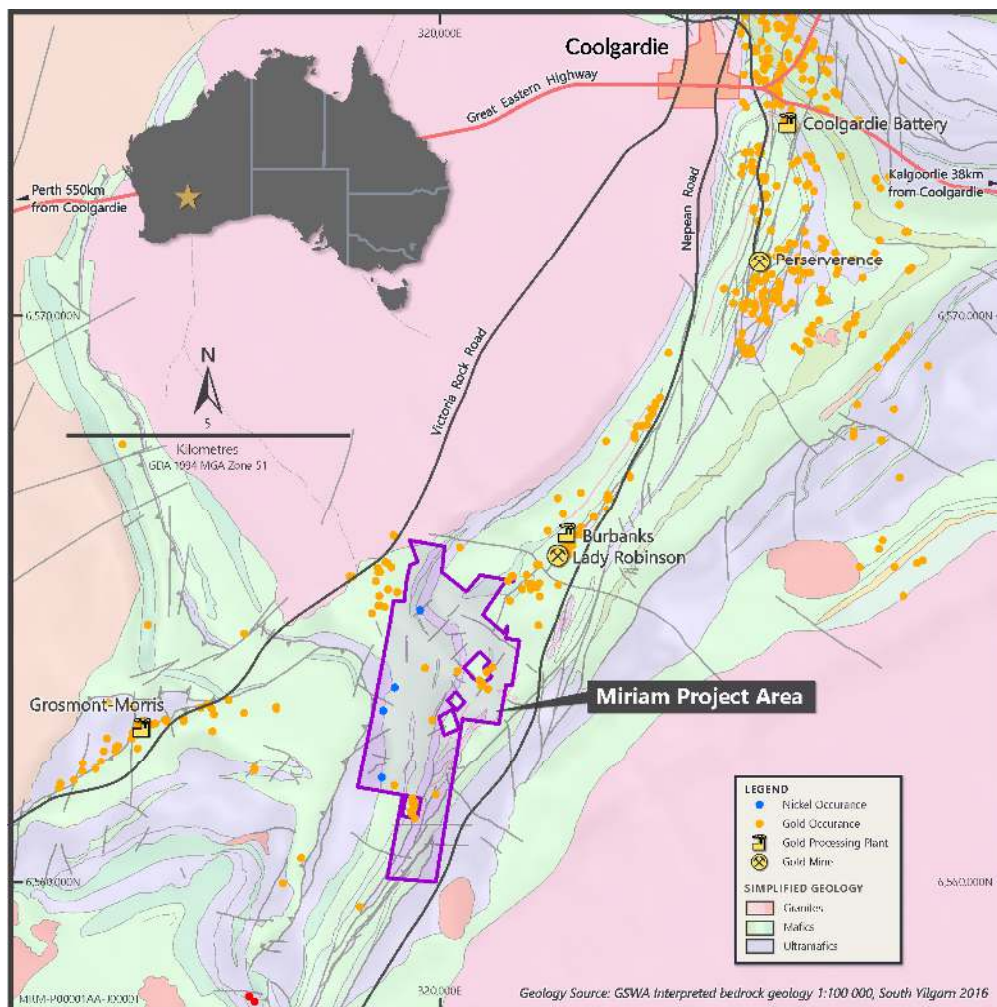 320,000E
Coolgardie
Great Eastern Highway
Coolgardie Battery
Perth 550km
from Coolgardie
Kalgoorlie 38km
from Coolgardie
Nepean Road
Perserverence
6,570,000N
6,570,000N
N
Victoria Rock Road
5
Kilometres
GDA 1994 MGA Zone 51
Burbanks
Lady Robinson
Miriam Project Area
Grosmont-Morris
LEGEND
Nickel Occurance
Gold Occurance
Gold Processing Plant
Gold Mine
SIMPLIFIED GEOLOGY
Granites
Mafics
Ultramafics
6,560,000N
6,560,000N
320,000E
Geology Source: GSWA Interpreted bedrock geology 1:100 000, South Yilgarn 2016